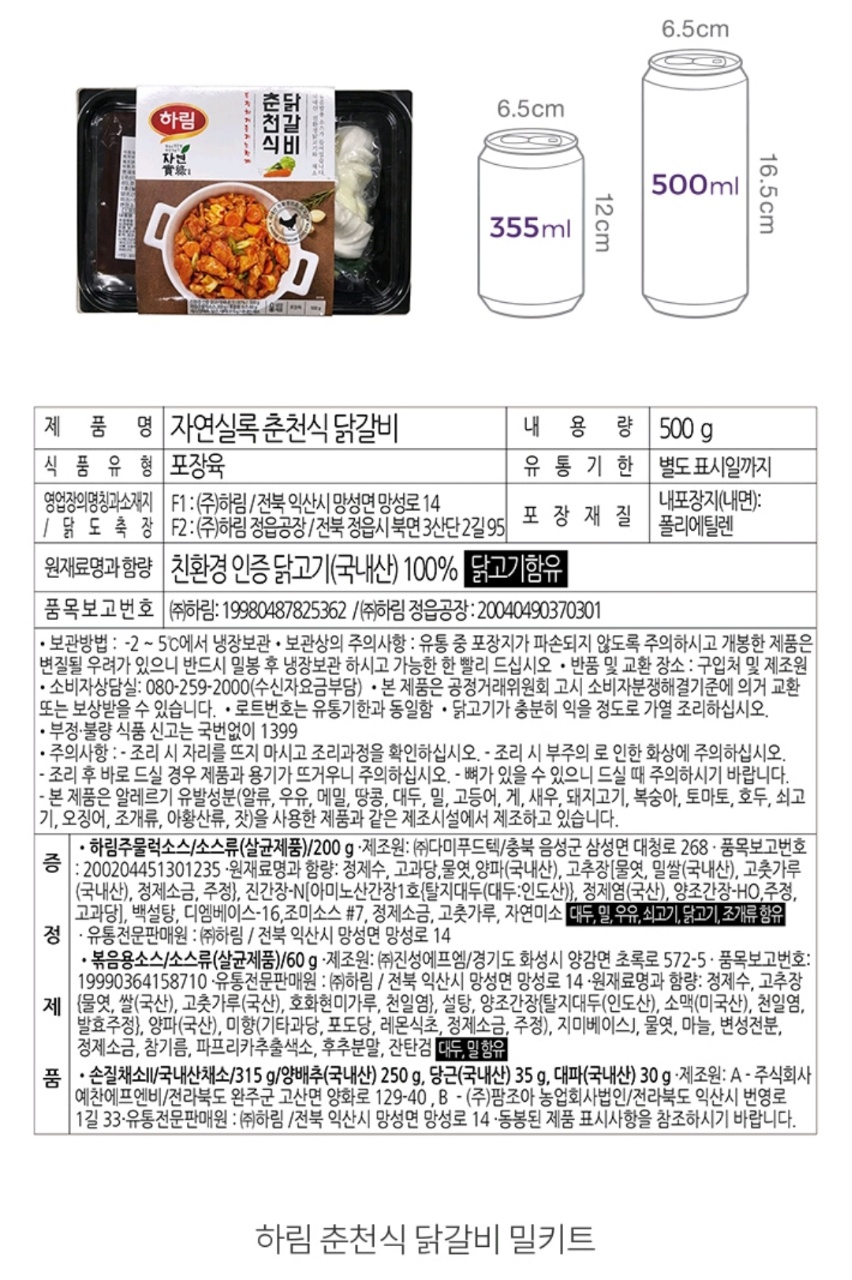 6.5cm
6.5cm
하림
자연
實錄
춘천식
닭갈비
500ml
16.5cm
355ml
12cm
제 품 명 자연실록 춘천식 닭갈비 내 용 량 500 g
식 품 유 형 포장육 유 통 기 한 별도 표시일까지
영업장의명칭과소재지 / 닭 도 축 장 F1 : (주)하림 / 전북 익산시 망성면 망성로 14
F2 : (주)하림 정읍공장 / 전북 정읍시 북면 3산단2길 95
포 장 재 질 내포장지(내면):
폴리에틸렌
원재료명과 함량 친환경 인증 닭고기(국내산) 100% 닭고기함유
품목보고번호 ㈜하림: 19980487825362 / ㈜하림 정읍공장 : 20040490370301
• 보관방법 : -2 ~ 5℃에서 냉장보관 • 보관상의 주의사항 : 유통 중 포장지가 파손되지 않도록 주의하시고 개봉한 제품은
변질될 우려가 있으니 반드시 밀봉 후 냉장보관 하시고 가능한 한 빨리 드십시오 • 반품 및 교환 장소 : 구입처 및 제조원
• 소비자상담실: 080-259-2000(수신자요금부담) • 본 제품은 공정거래위원회 고시 소비자분쟁해결기준에 의거 교환
또는 보상받을 수 있습니다. • 로트번호는 유통기한과 동일함 • 닭고기가 충분히 익을 정도로 가열 조리하십시오.
• 부정·불량 식품 신고는 국번없이 1399
• 주의사항 : - 조리 시 자리를 뜨지 마시고 조리과정을 확인하십시오. - 조리 시 부주의 로 인한 화상에 주의하십시오.
- 조리 후 바로 드실 경우 제품과 용기가 뜨거우니 주의하십시오. - 뼈가 있을 수 있으니 드실 때 주의하시기 바랍니다.
- 본 제품은 알레르기 유발성분(알류, 우유, 메밀, 땅콩, 대두, 밀, 고등어, 게, 새우, 돼지고기, 복숭아, 토마토, 호두, 쇠고
기, 오징어, 조개류, 아황산류, 잣)을 사용한 제품과 같은 제조시설에서 제조하고 있습니다.
증 정 제 품
• 하림주물럭소스/소스류(살균제품)/200 g ·제조원: ㈜다미푸드텍/충북 음성군 삼성면 대청로 268 · 품목보고번호
: 200204451301235 ·원재료명과 함량: 정제수, 고과당,물엿,양파(국내산), 고추장[물엿, 밀쌀(국내산), 고춧가루
(국내산), 정제소금, 주정}, 진간장-N[아미노산간장1호{탈지대두(대두:인도산)}, 정제염(국산), 양조간장-HO,주정,
고과당], 백설탕, 디엠베이스-16,조미소스 #7, 정제소금, 고춧가루, 자연미소 대두, 밀, 우유, 쇠고기, 닭고기, 조개류 함유
· 유통전문판매원 : ㈜하림 / 전북 익산시 망성면 망성로 14
• 볶음용소스/소스류(살균제품)/60 g ·제조원: ㈜진성에프엠/경기도 화성시 양감면 초록로 572-5 · 품목보고번호:
19990364158710 ·유통전문판매원 : ㈜하림 / 전북 익산시 망성면 망성로 14 ·원재료명과 함량: 정제수, 고추장
{물엿, 쌀(국산), 고춧가루(국산), 호화현미가루, 천일염}, 설탕, 양조간장{탈지대두(인도산), 소맥(미국산), 천일염,
발효주정}, 양파(국산), 미향(기타과당, 포도당, 레몬식초, 정제소금, 주정), 지미베이스J, 물엿, 마늘, 변성전분,
정제소금, 참기름, 파프리카추출색소, 후추분말, 잔탄검 대두, 밀 함유
• 손질채소II/국내산채소/315 g/양배추(국내산) 250 g, 당근(국내산) 35 g, 대파(국내산) 30 g ·제조원: A - 주식회사
예찬에프엔비/전라북도 완주군 고산면 양화로 129-40 , B - (주)팜조아 농업회사법인/전라북도 익산시 번영로
1길 33·유통전문판매원 : ㈜하림 /전북 익산시 망성면 망성로 14 ·동봉된 제품 표시사항을 참조하시기 바랍니다.
하림 춘천식 닭갈비 밀키트